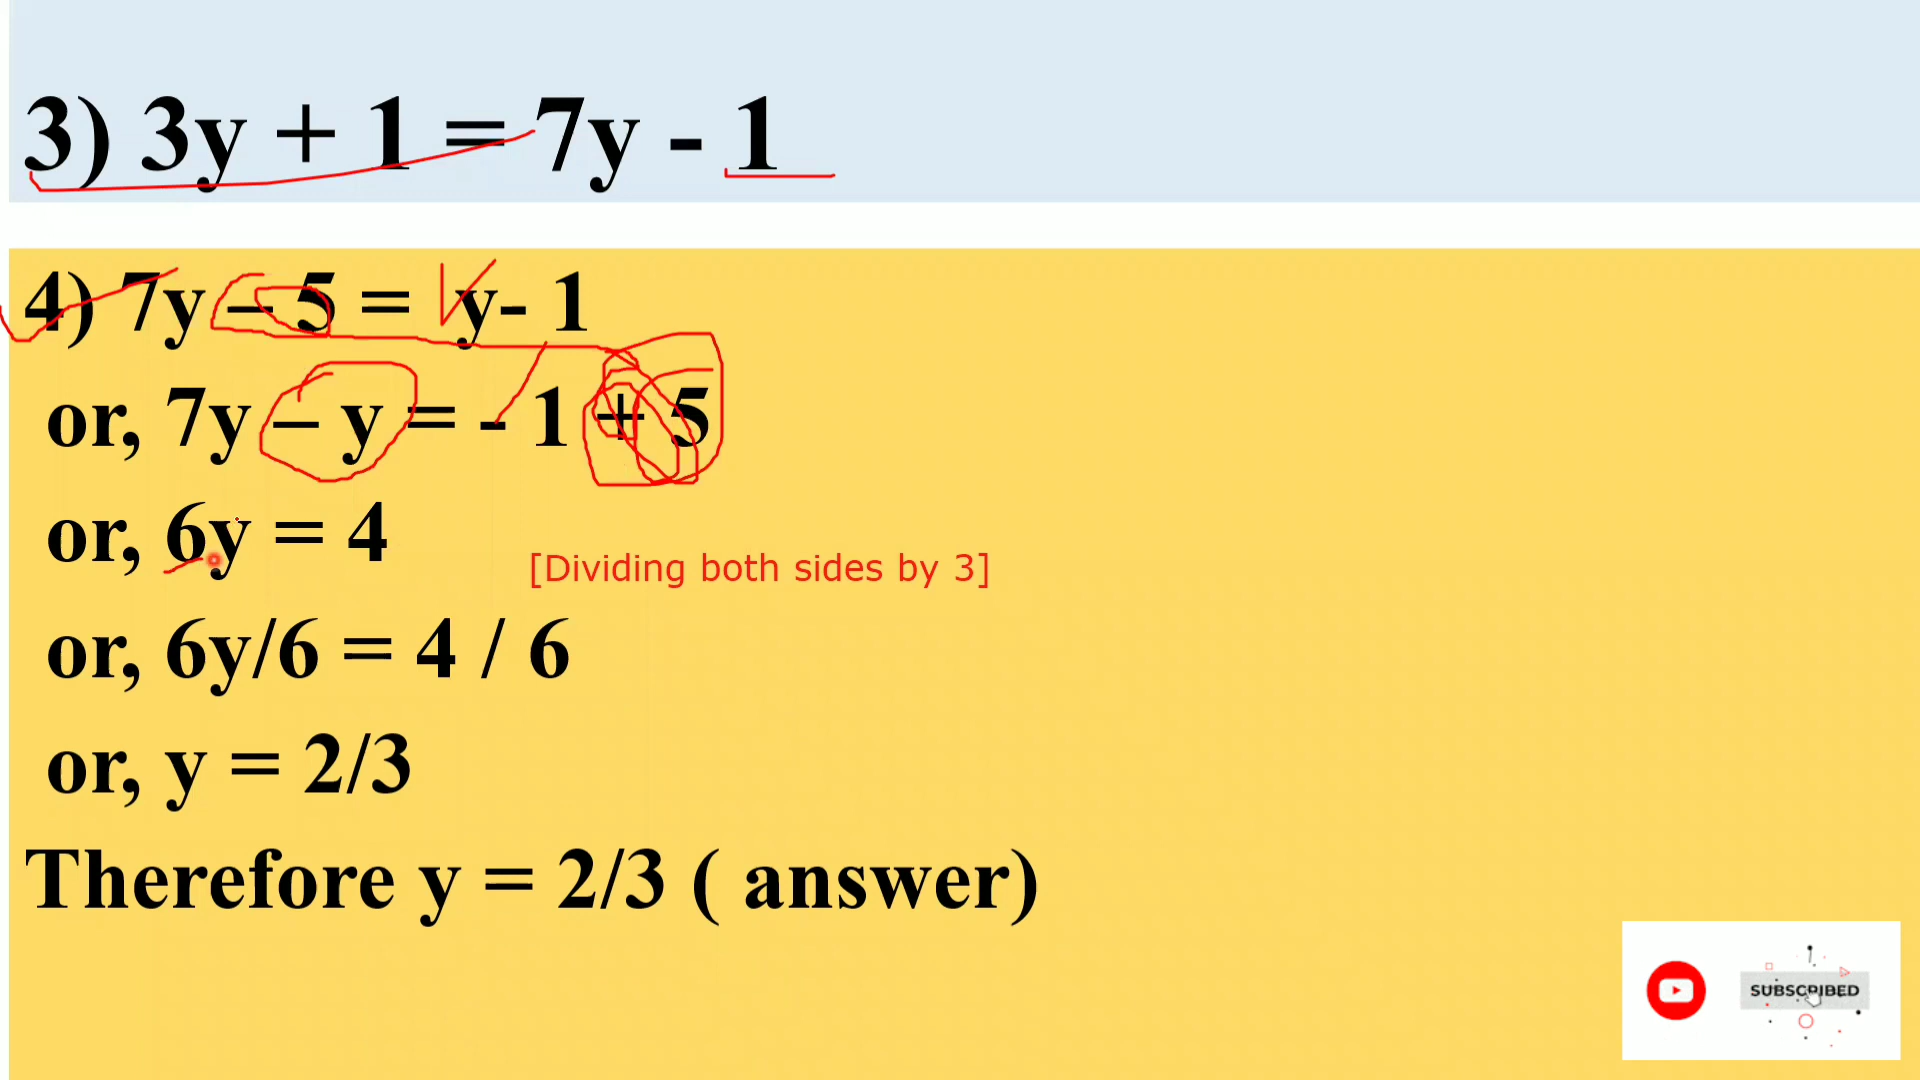 3) 3y + 1 = 7y - 1
4) 7y – 5 = y- 1
or, 7y – y = - 1 + 5
or, 6y = 4
[Dividing both sides by 3]
or, 6y/6 = 4 / 6
or, y = 2/3
Therefore y = 2/3 ( answer)
SUBSCRIBED